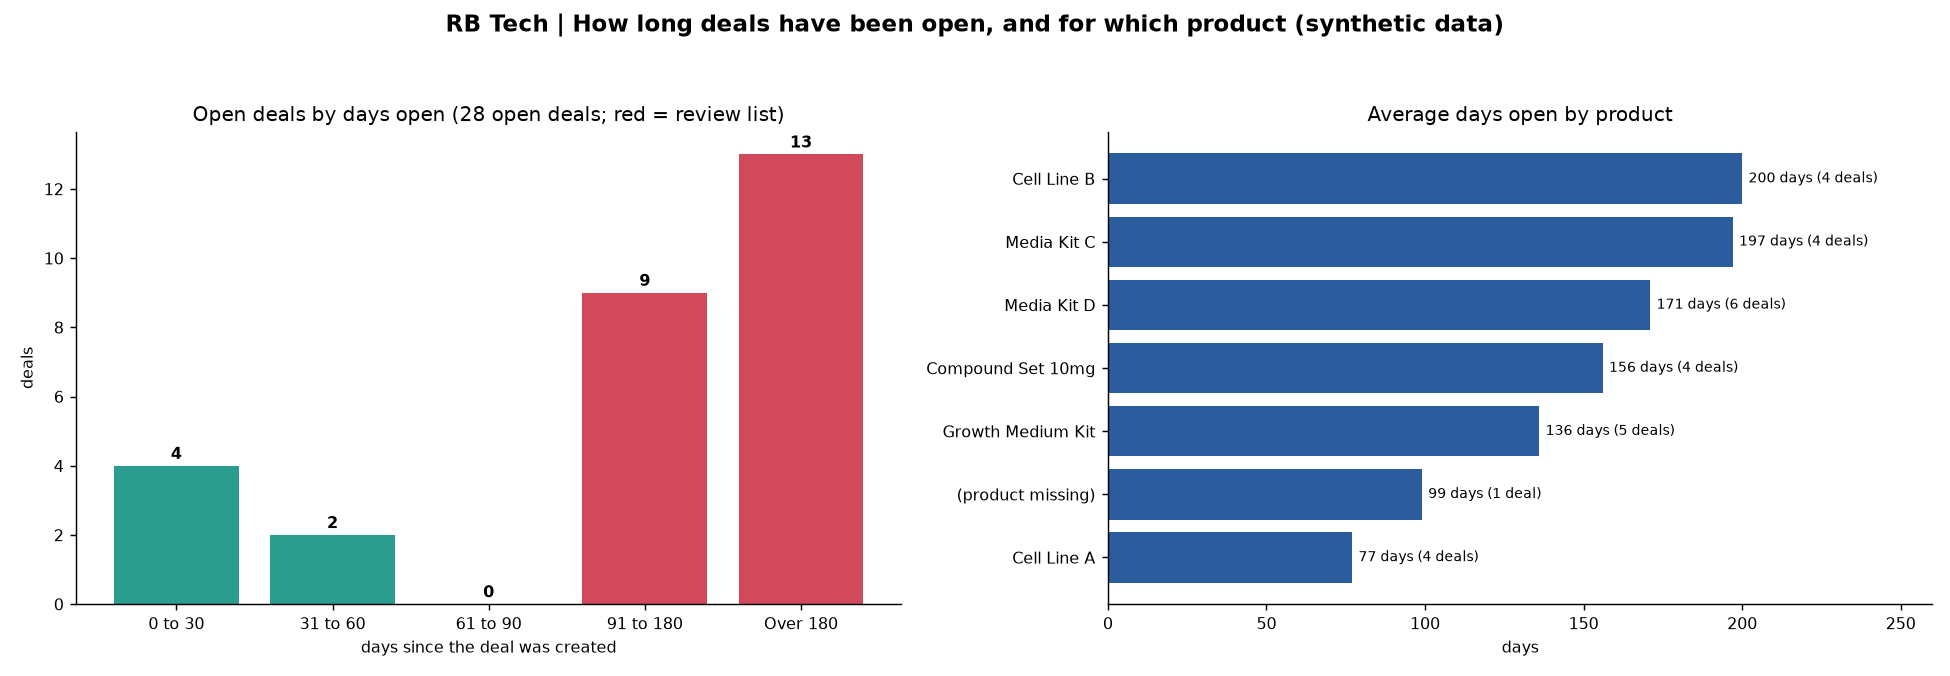 RB Tech | How long deals have been open, and for which product (synthetic data)
Open deals by days open (28 open deals; red = review list)
deals
12
10
8
6
4
2
0
4
2
0
9
13
0 to 30
31 to 60
61 to 90
91 to 180
Over 180
days since the deal was created
Average days open by product
Cell Line B
200 days (4 deals)
Media Kit C
197 days (4 deals)
Media Kit D
171 days (6 deals)
Compound Set 10mg
156 days (4 deals)
Growth Medium Kit
136 days (5 deals)
(product missing)
99 days (1 deal)
Cell Line A
77 days (4 deals)
0
50
100
150
200
250
days